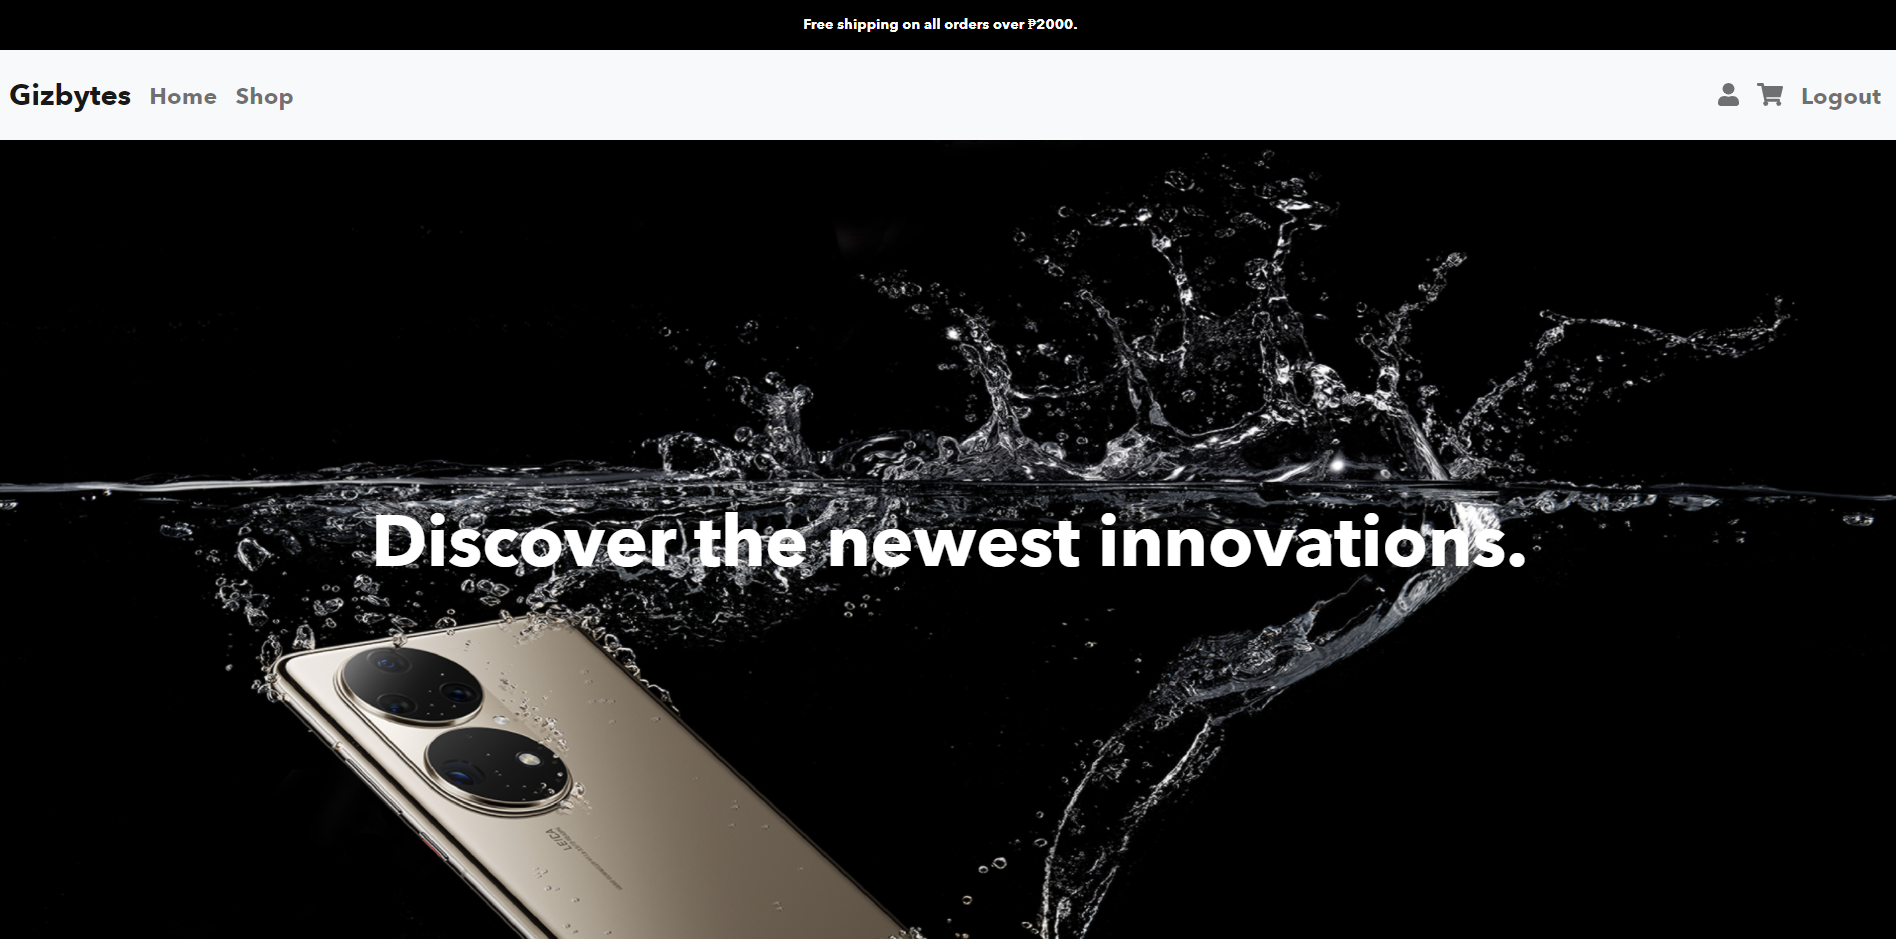 Free shipping on all orders over ₱2000.
Gizbytes Home Shop Logout
Discover the newest innovations.
LEICA